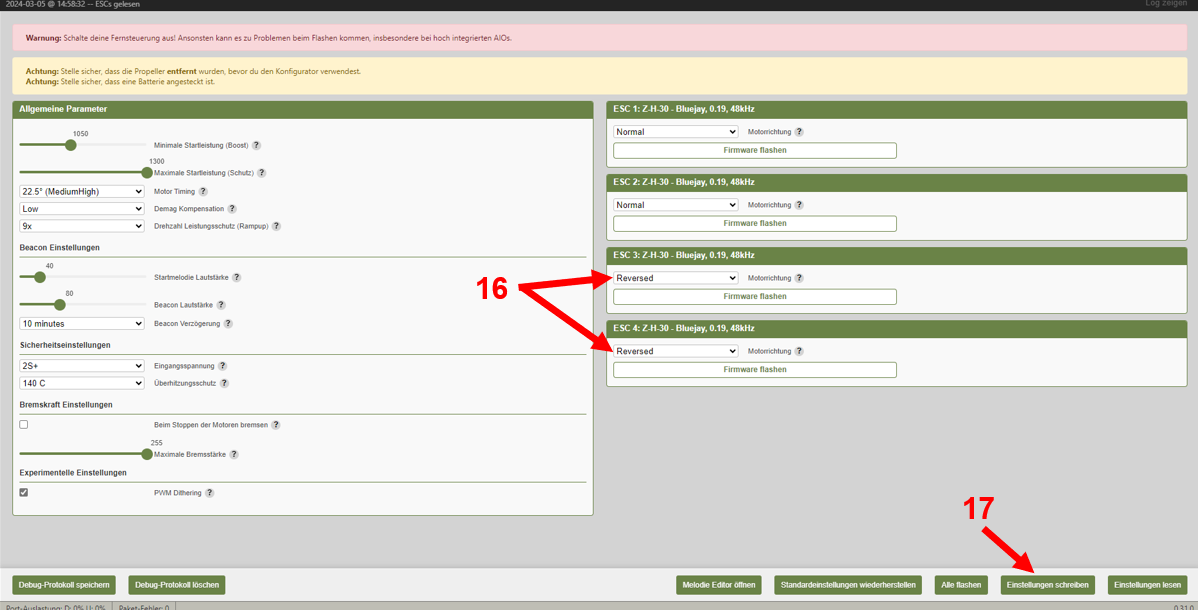 2024-03-05 @ 14:58:32 -- ESCs gelesen
Log zeigen
Warnung: Schalte deine Fernsteuerung aus! Ansonsten kann es zu Problemen beim Flashen kommen, insbesondere bei hoch integrierten AIOs.
Achtung: Stelle sicher, dass die Propeller entfernt wurden, bevor du den Konfigurator verwendest.
Achtung: Stelle sicher, dass eine Batterie angesteckt ist.
Allgemeine Parameter
1050
Minimale Startleistung (Boost) ?
1300
Maximale Startleistung (Schutz) ?
22.5° (MediumHigh) Motor Timing ?
Low Demag Kompensation ?
9x Drehzahl Leistungsschutz (Rampup) ?
Beacon Einstellungen
40
Startmelodie Lautstärke ?
80
Beacon Lautstärke ?
10 minutes Beacon Verzögerung ?
Sicherheitseinstellungen
2S+ Eingangsspannung ?
140 C Überhitzungsschutz ?
Bremskraft Einstellungen
Beim Stoppen der Motoren bremsen ?
255
Maximale Bremsstärke ?
Experimentelle Einstellungen
PWM Dithering ?
ESC 1: Z-H-30 - Bluejay, 0.19, 48kHz
Normal Motorrichtung ?
Firmware flashen
ESC 2: Z-H-30 - Bluejay, 0.19, 48kHz
Normal Motorrichtung ?
Firmware flashen
ESC 3: Z-H-30 - Bluejay, 0.19, 48kHz
Reversed Motorrichtung ?
Firmware flashen
ESC 4: Z-H-30 - Bluejay, 0.19, 48kHz
Reversed Motorrichtung ?
Firmware flashen
16
17
Debug-Protokoll speichern Debug-Protokoll löschen Melodie Editor öffnen Standardeinstellungen wiederherstellen Alle flashen Einstellungen schreiben Einstellungen lesen
Port-Auslastung: D: 0% U: 0% Paket-Fehler: 0 0.31.0